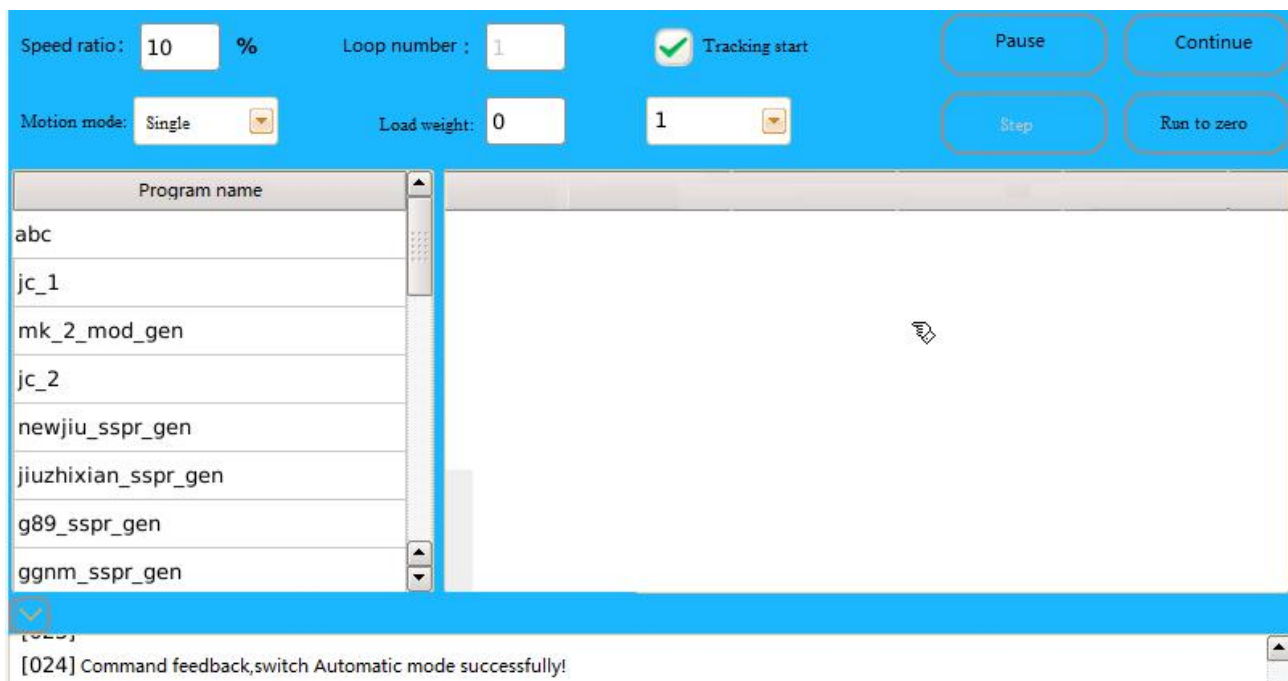 Speed ratio: 10 % Loop number : 1 Tracking start Pause Continue
Motion mode: Single Load weight: 0 1 Step Run to zero
Program name
abc
jc_1
mk_2_mod_gen
jc_2
newjiu_sspr_gen
jiuzhixian_sspr_gen
g89_sspr_gen
ggnm_sspr_gen
[024] Command feedback,switch Automatic mode successfully!